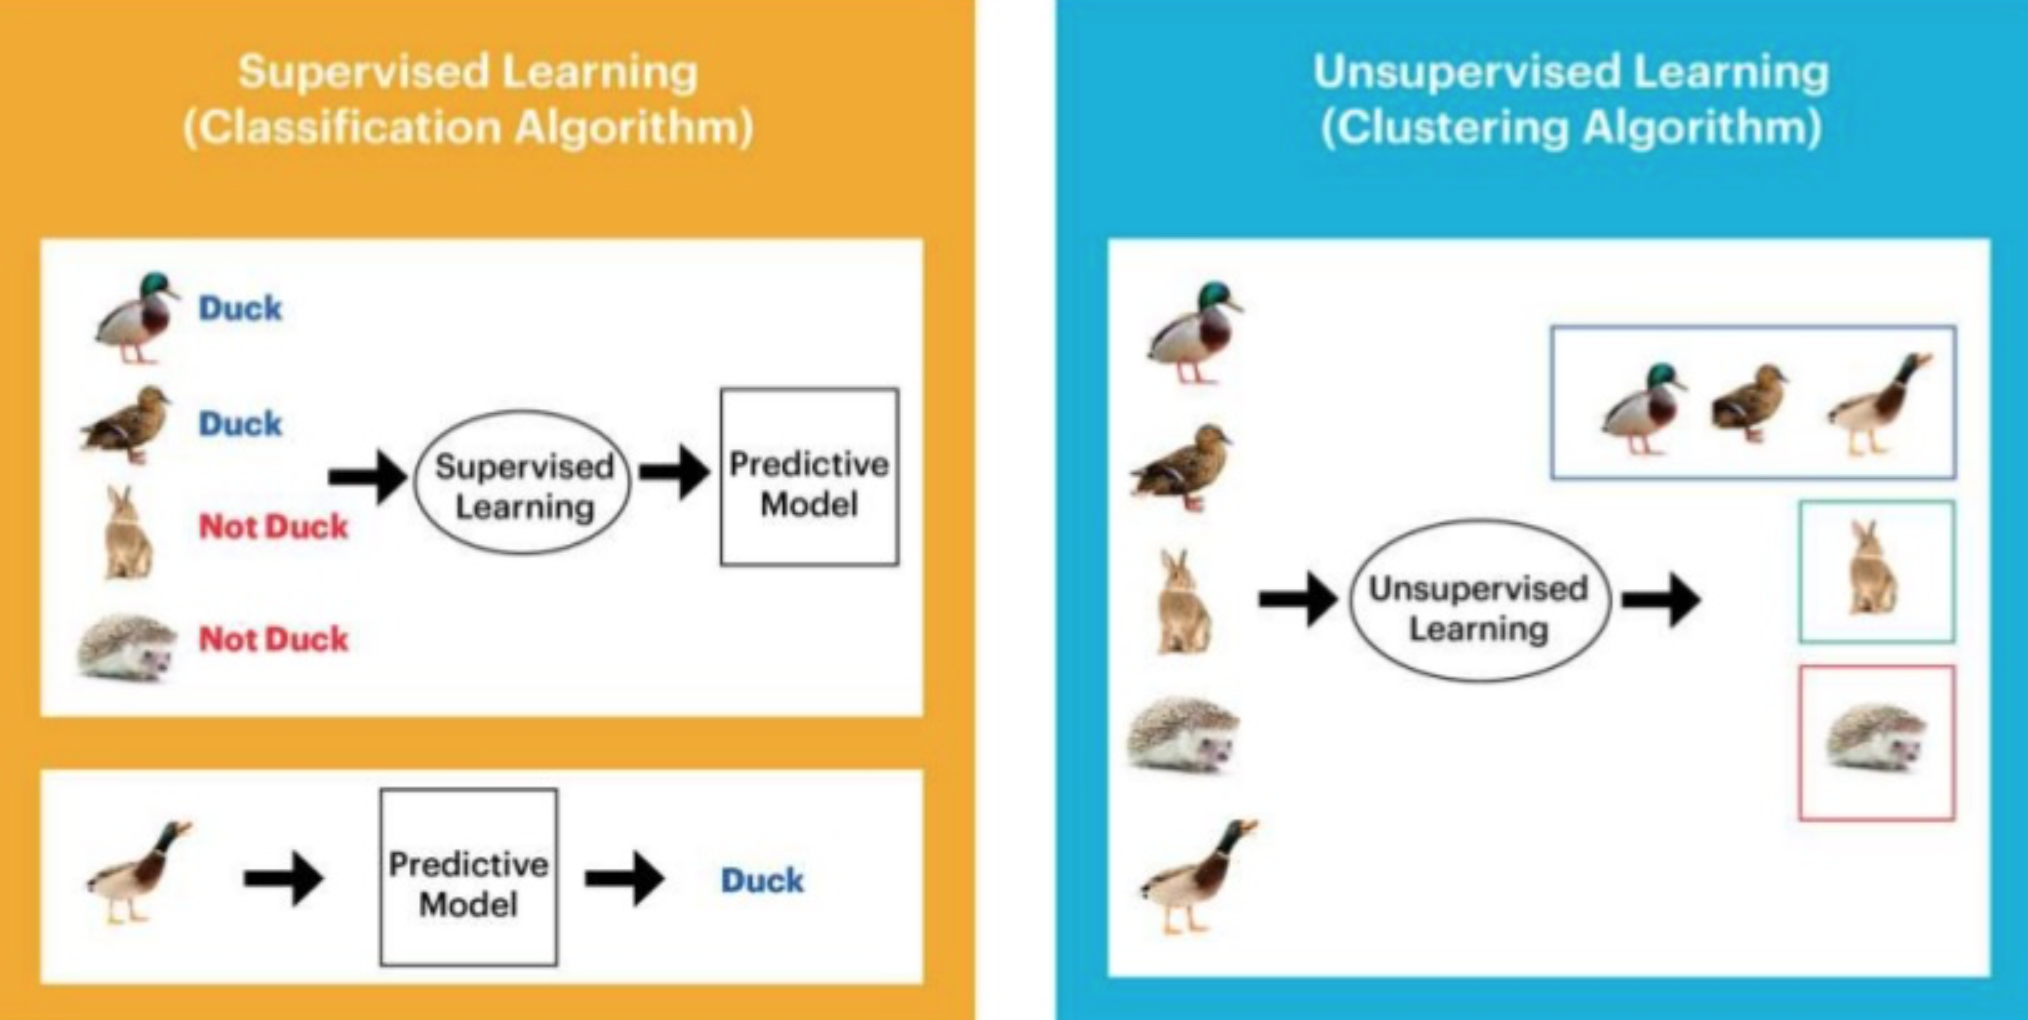 Supervised Learning
(Classification Algorithm)
Duck
Duck
Not Duck
Not Duck
Supervised
Learning
Predictive
Model
Predictive
Model
Duck
Unsupervised Learning
(Clustering Algorithm)
Unsupervised
Learning